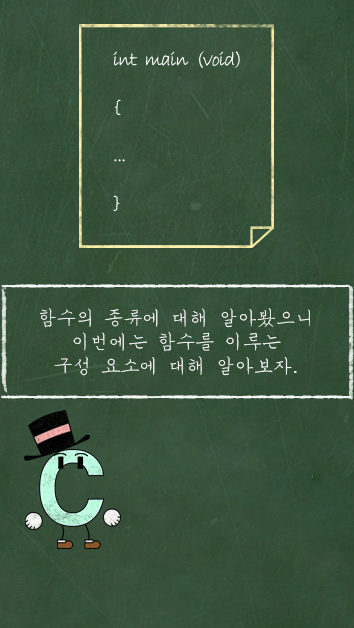 int main (void)
{
...
}
함수의 종류에 대해 알아봤으니
이번에는 함수를 이루는
구성 요소에 대해 알아보자.
C